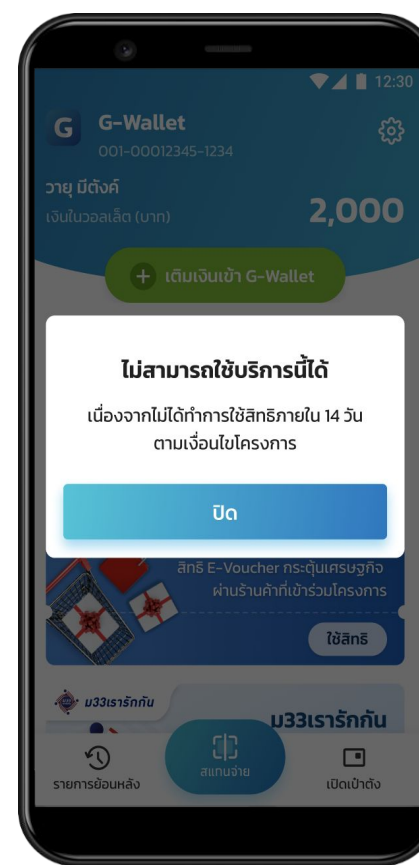 12:30
G
G-Wallet
001-00012345-1234
วายุ มีตังค์
เงินในวอลเล็ต (บาท)
2,000
+ เติมเงินเข้า G-Wallet
ไม่สามารถใช้บริการนี้ได้
เนื่องจากไม่ได้ทำการใช้สิทธิภายใน 14 วัน
ตามเงื่อนไขโครงการ
ปิด
สิทธิ E-Voucher กระตุ้นเศรษฐกิจ
ผ่านร้านค้าที่เข้าร่วมโครงการ
ใช้สิทธิ
ม33เรารักกัน
ม33เรารักกัน
รายการย้อนหลัง
สแกนจ่าย
เปิดเป๋าตัง